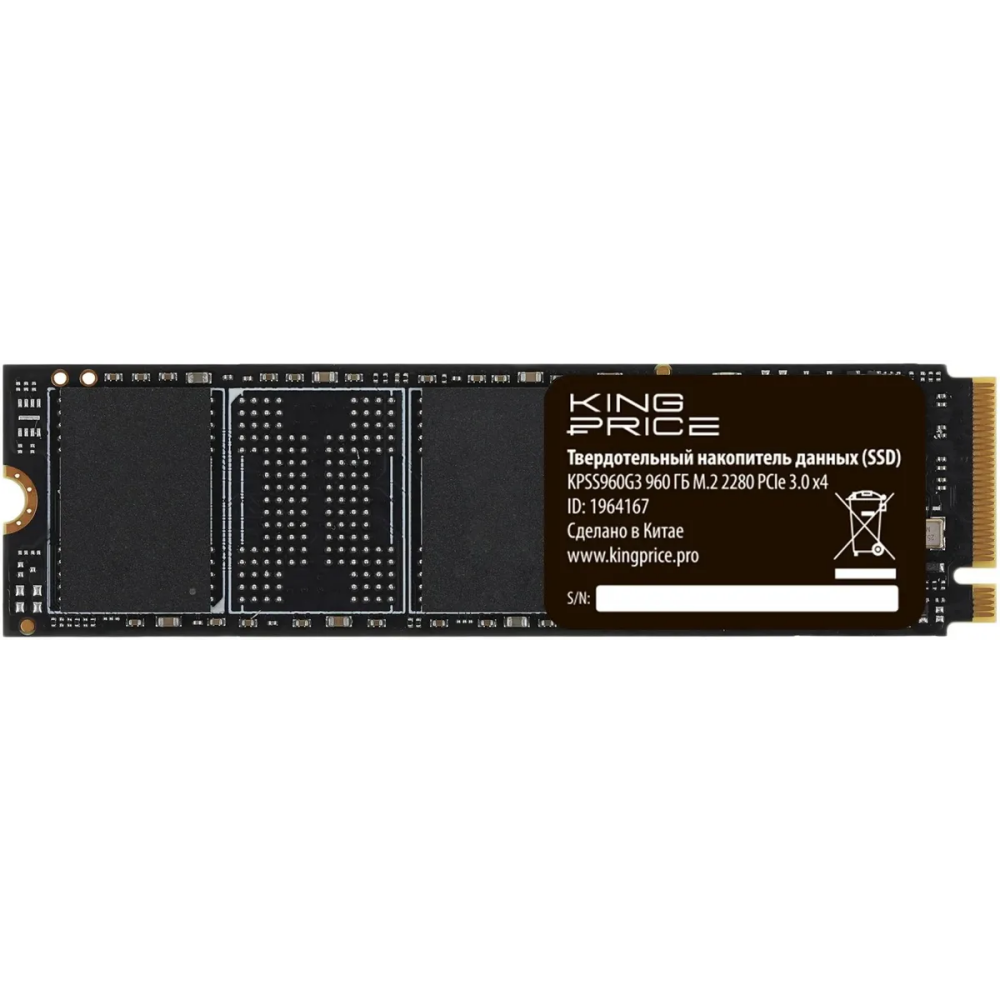 KING
PRICE
Твердотельный накопитель данных (SSD)
KPSS960G3 960 ГБ M.2 2280 PCIe 3.0 x4
ID: 1964167
Сделано в Китае
www.kingprice.pro
S/N: